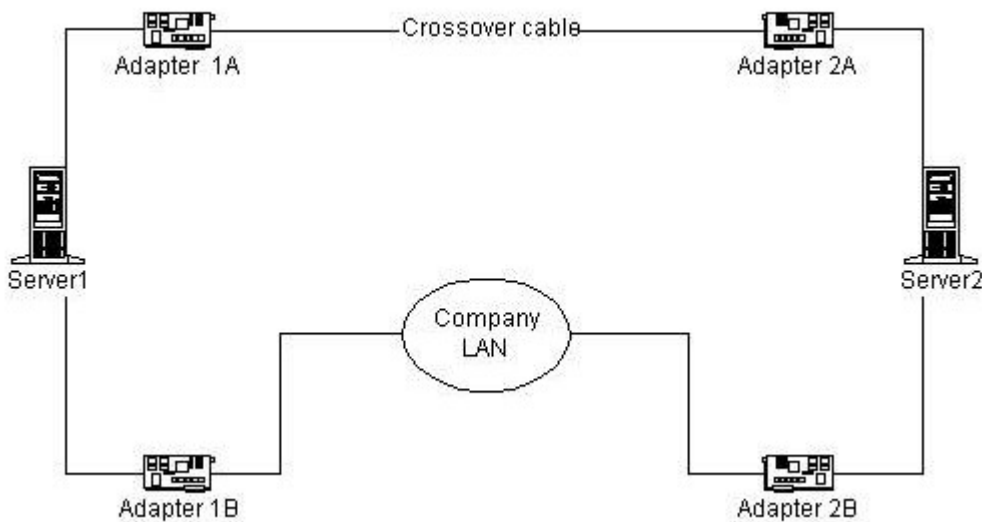 Crossover cable
Adapter 1A
Adapter 2A
Server1
Server2
Company
LAN
Adapter 1B
Adapter 2B